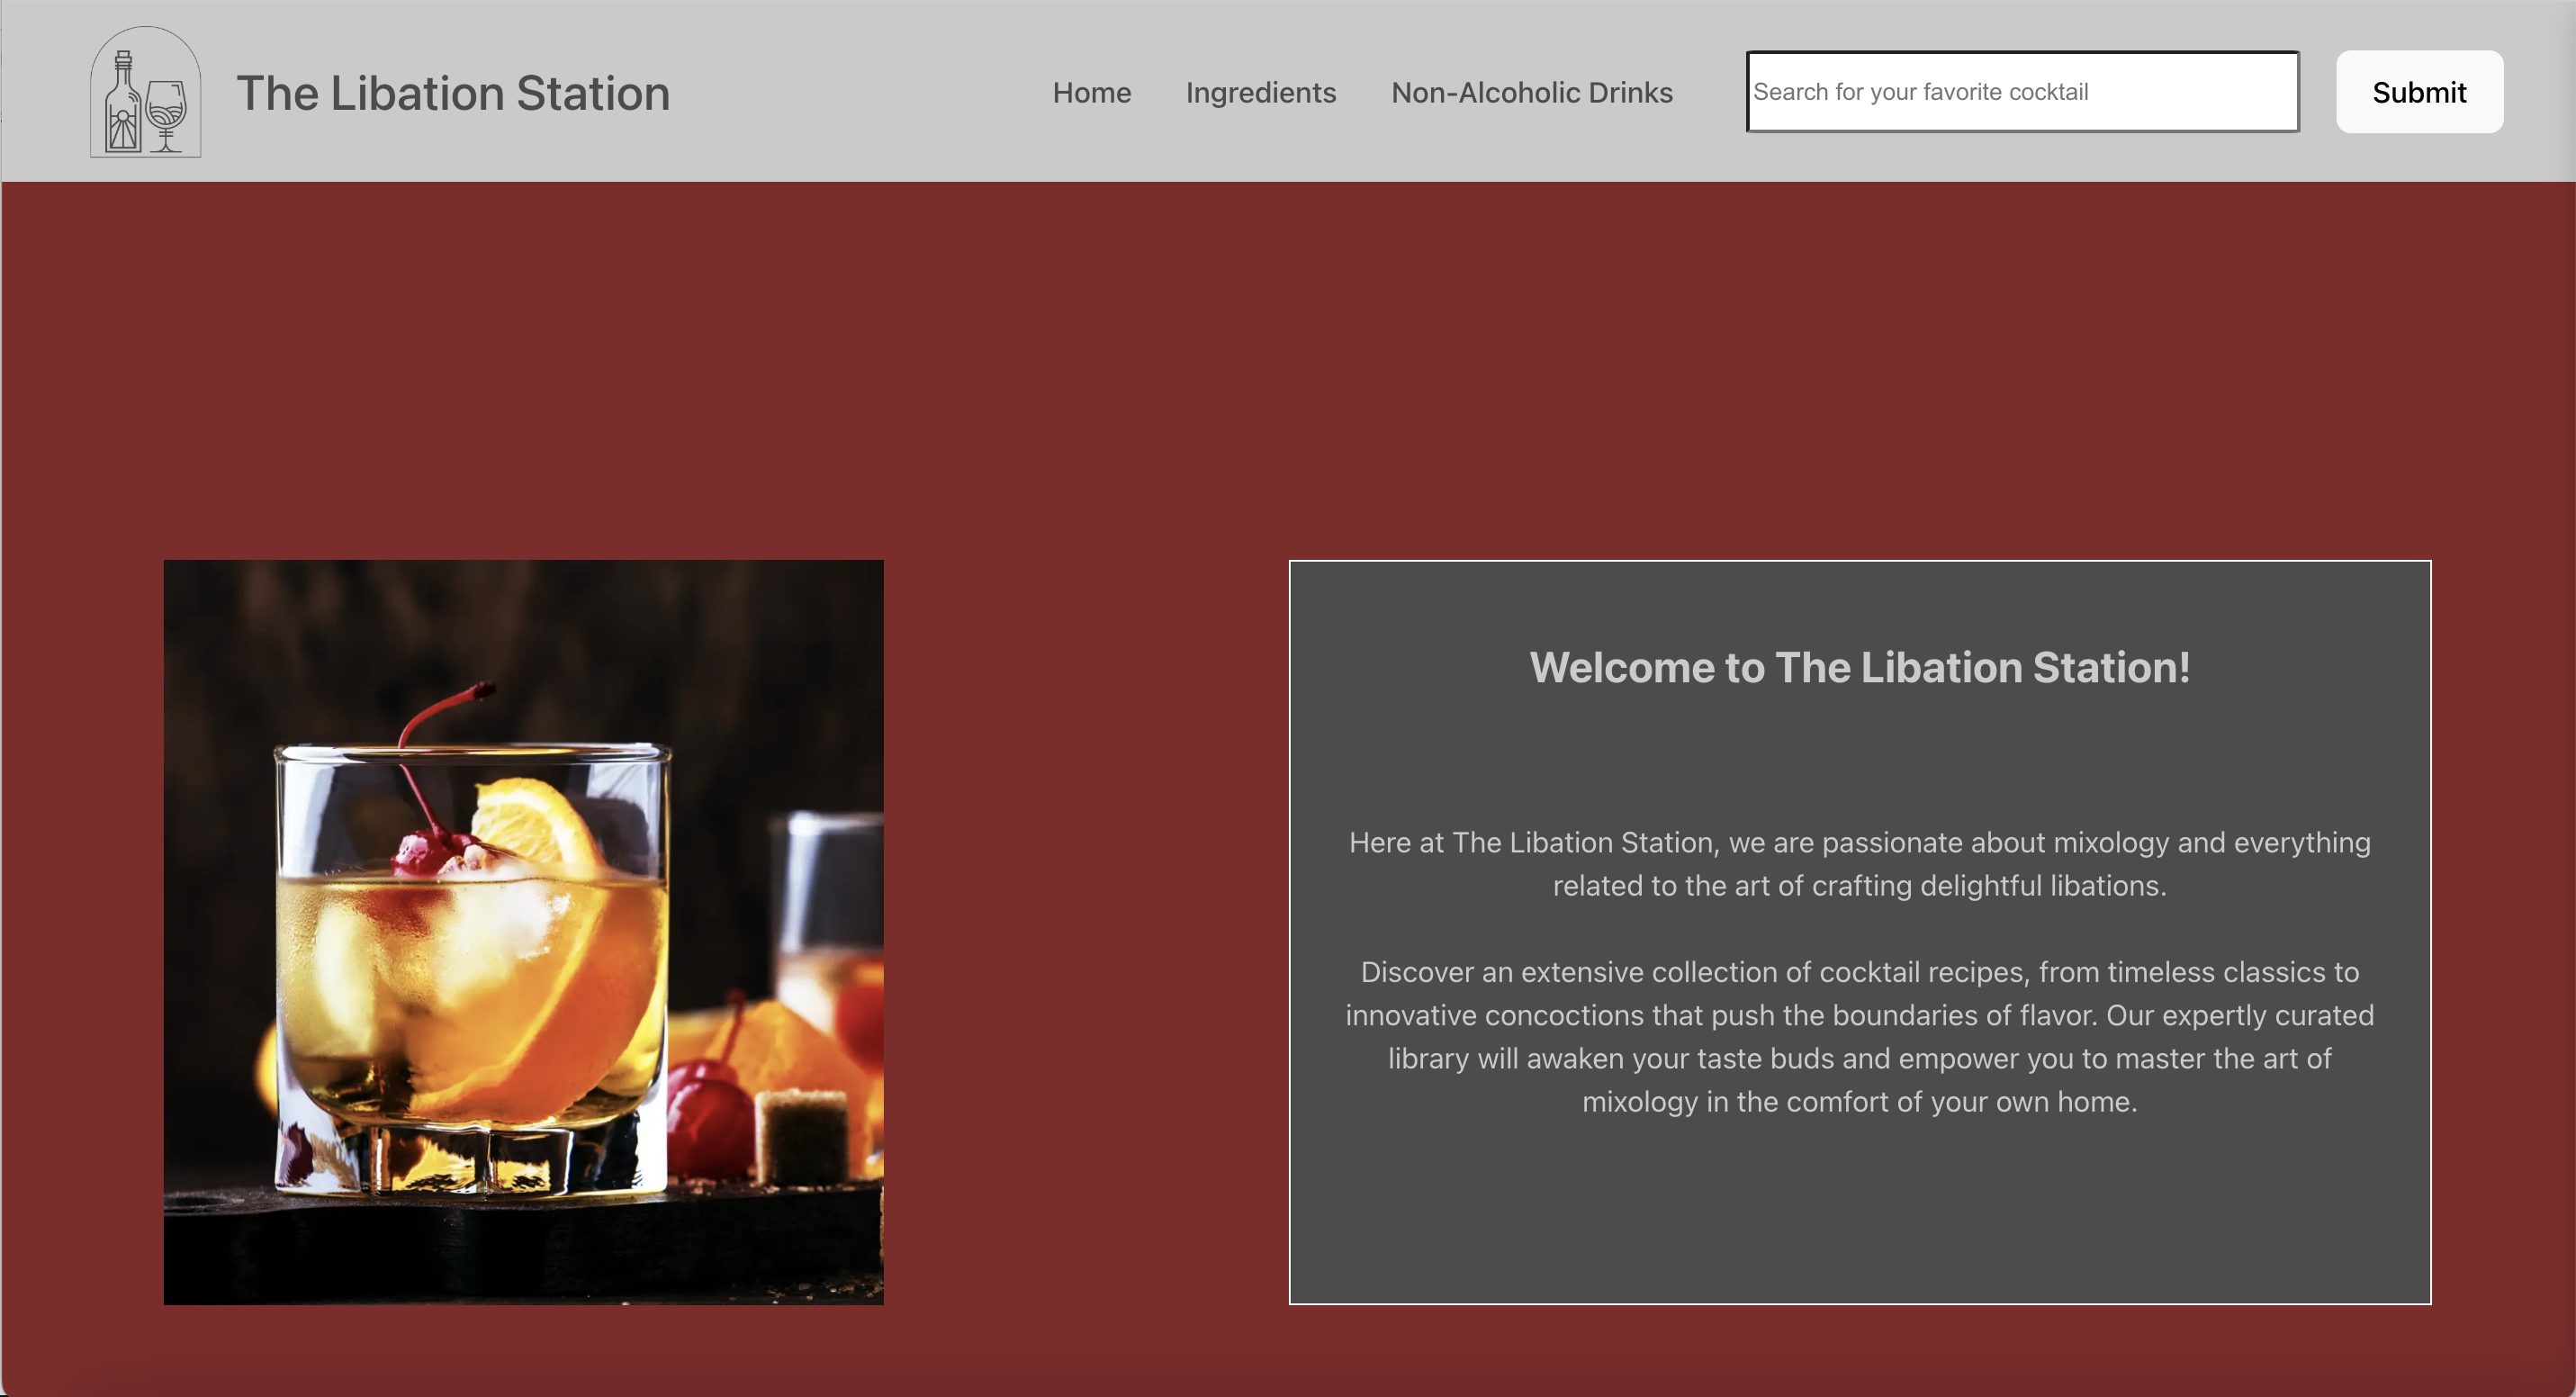 The Libation Station
Home
Ingredients
Non-Alcoholic Drinks
Search for your favorite cocktail
Submit
Welcome to The Libation Station!
Here at The Libation Station, we are passionate about mixology and everything
related to the art of crafting delightful libations.
Discover an extensive collection of cocktail recipes, from timeless classics to
innovative concoctions that push the boundaries of flavor. Our expertly curated
library will awaken your taste buds and empower you to master the art of
mixology in the comfort of your own home.